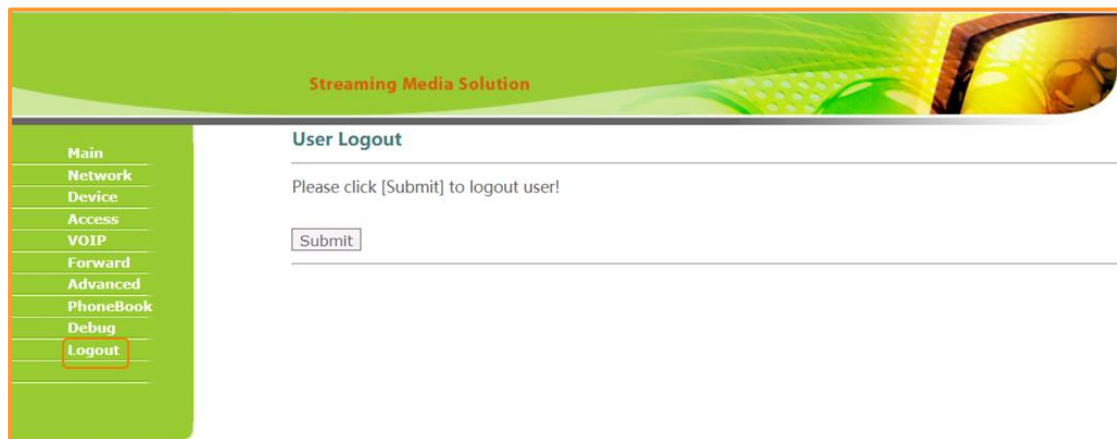 Streaming Media Solution
Main
Network
Device
Access
VOIP
Forward
Advanced
PhoneBook
Debug
Logout
User Logout
Please click [Submit] to logout user!
Submit